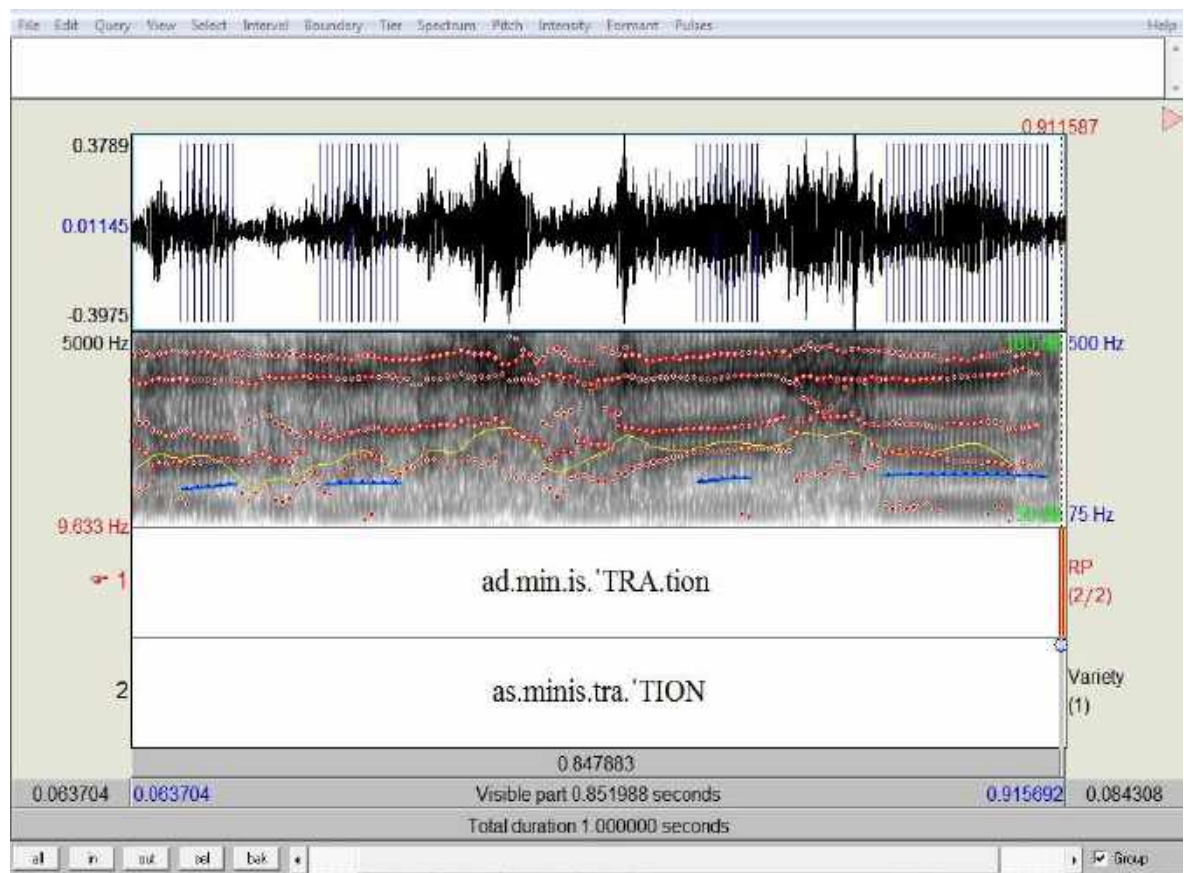 File Edit Query View Select Interval Boundary Tier Spectrum Pitch Intensity Formant Pulses Help
0.911587
0.3789
0.01145
-0.3975
5000 Hz
500 Hz
9.633 Hz
75 Hz
1
ad.min.is.ˈTRA.tion
RP
(2/2)
2
as.minis.tra.ˈTION
Variety
(1)
0.847883
0.063704 0.063704 Visible part 0.851988 seconds 0.915692 0.084308
Total duration 1.000000 seconds
all in out sel bak Group